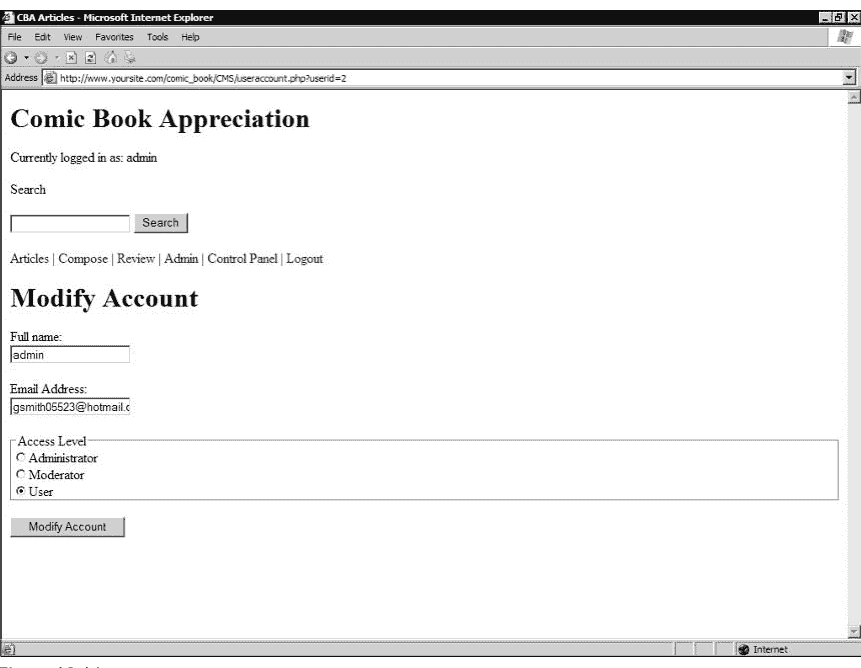 CBA Articles - Microsoft Internet Explorer
File Edit View Favorites Tools Help
Address http://www.yoursite.com/comic_book/CMS/useraccount.php?userid=2
Comic Book Appreciation
Currently logged in as: admin
Search
Search
Articles | Compose | Review | Admin | Control Panel | Logout
Modify Account
Full name:
admin
Email Address:
gsmith05523@hotmail.c
Access Level
Administrator
Moderator
User
Modify Account
Internet